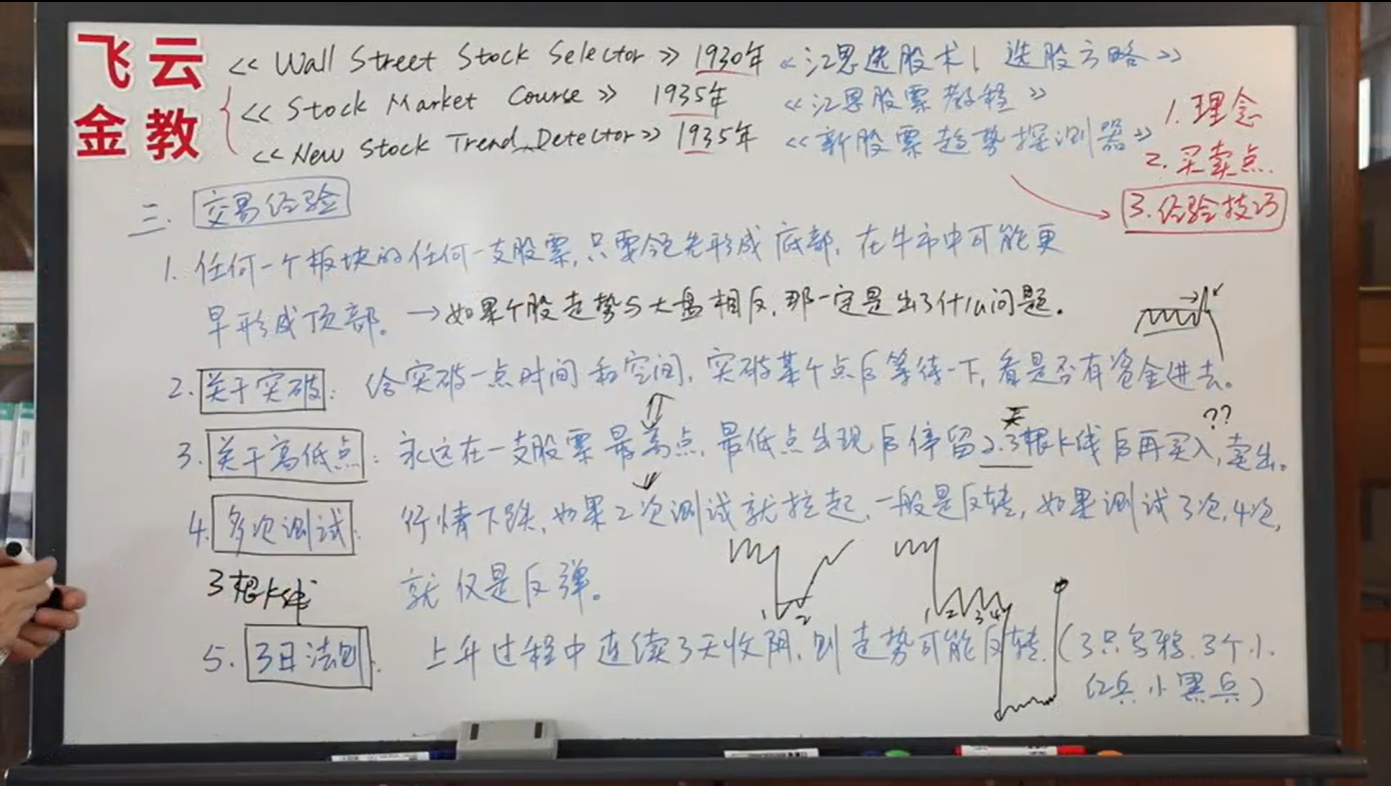 飞云
金教
<< Wall Street Stock Selector >> 1930年 <<江恩选股术/选股方略>>
<< Stock Market Course >> 1935年 <<江恩股票教程>>
<< New Stock Trend Detector>> 1935年 <<新股票趋势探测器>>
1.理念
2.买卖点.
3.经验技巧
三. 交易经验
1. 任何一个板块的任何一支股票,只要领先形成底部,在牛市中可能更
早形成顶部。→如果个股走势与大盘相反,那一定是出了什么问题.
2. 关于突破: 给突破一点时间和空间,突破某个点后等待一下,看是否有资金进去。
天
??
3. 关于高低点: 永远在一支股票最高点,最低点出现后停留2.3根K线后再买入,卖出。
4. 多次测试: 行情下跌,如果2次测试就拉起,一般是反转,如果测试了3次,4次,
就仅是反弹。
1 2
1 2 3 4
3根K线
5. 3日法则: 上升过程中连续3天收阴,则走势可能反转.(3只乌鸦.3个小
红兵小黑兵)